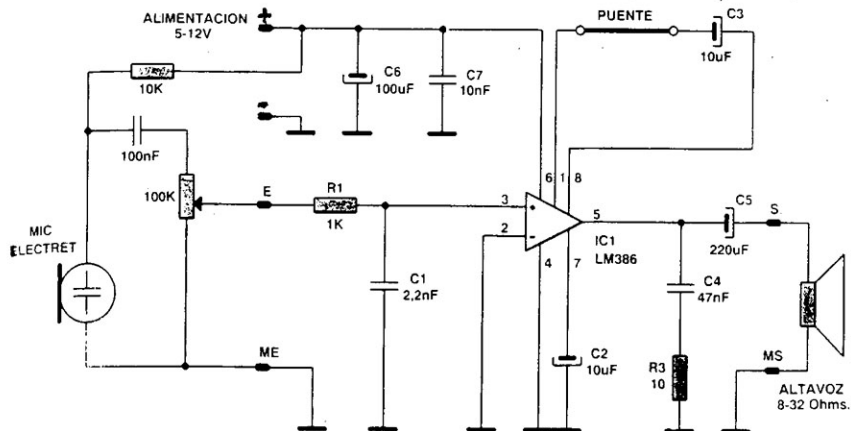 ALIMENTACION
5-12V
+
-
PUENTE
C3
10uF
10K
C6
100uF
C7
10nF
100nF
100K
E
R1
1K
MIC
ELECTRET
C1
2,2nF
6
1
8
3
2
+
-
5
IC1
LM386
4
7
C5
220uF
S
C4
47nF
C2
10uF
R3
10
ME
MS
ALTAVOZ
8-32 Ohms.